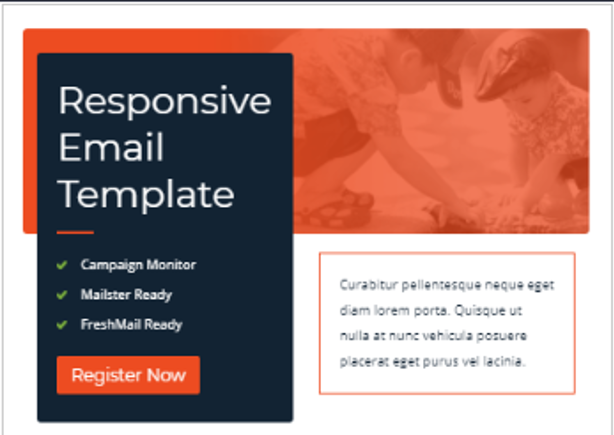 Responsive
Email
Template
Campaign Monitor
Mailster Ready
FreshMail Ready
Register Now
Curabitur pellentesque neque eget
diam lorem porta. Quisque ut
nulla at nunc vehicula posuere
placerat eget purus vel lacinia.